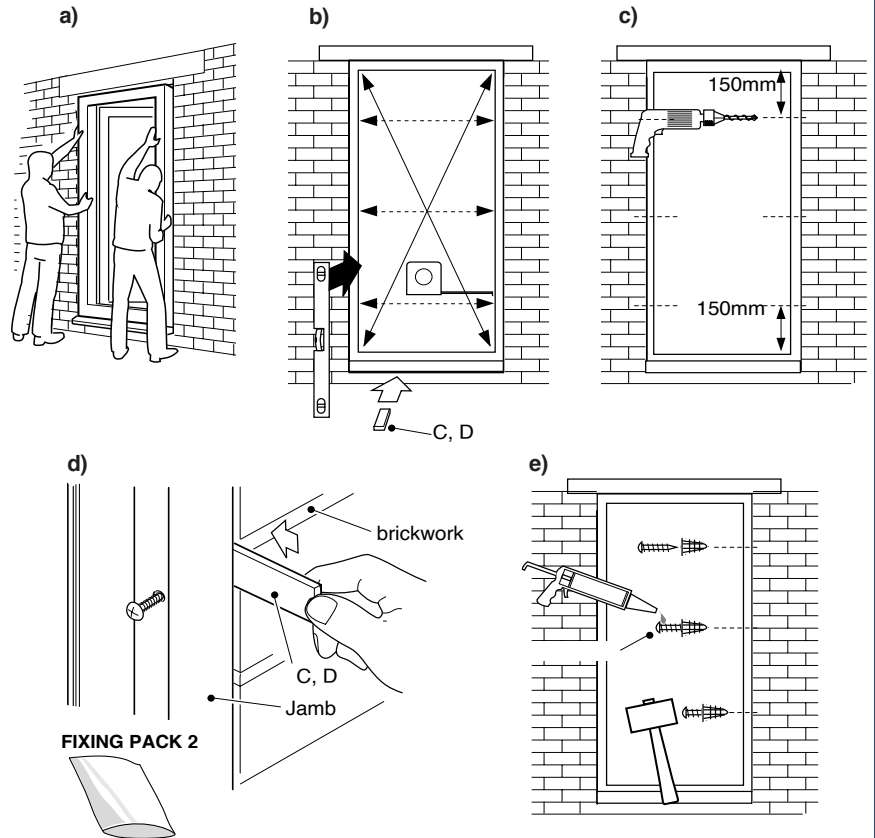 a)
b)
c)
150mm
150mm
C, D
d)
brickwork
C, D
Jamb
FIXING PACK 2
e)